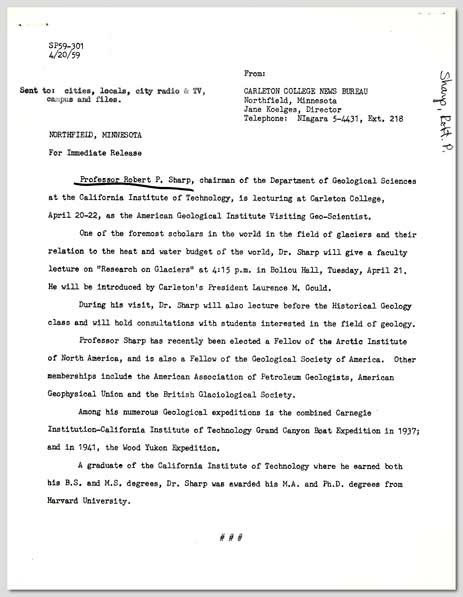 SP59-301
4/20/59
From:
Sent to: cities, locals, city radio & TV,
campus and files.
CARLETON COLLEGE NEWS BUREAU
Northfield, Minnesota
Jane Koelges, Director
Telephone: NIagara 5-4431, Ext. 218
Sharp, Robt. P.
NORTHFIELD, MINNESOTA
For Immediate Release
Professor Robert P. Sharp, chairman of the Department of Geological Sciences
at the California Institute of Technology, is lecturing at Carleton College,
April 20-22, as the American Geological Institute Visiting Geo-Scientist.
One of the foremost scholars in the world in the field of glaciers and their
relation to the heat and water budget of the world, Dr. Sharp will give a faculty
lecture on "Research on Glaciers" at 4:15 p.m. in Boliou Hall, Tuesday, April 21.
He will be introduced by Carleton's President Laurence M. Gould.
During his visit, Dr. Sharp will also lecture before the Historical Geology
class and will hold consultations with students interested in the field of geology.
Professor Sharp has recently been elected a Fellow of the Arctic Institute
of North America, and is also a Fellow of the Geological Society of America. Other
memberships include the American Association of Petroleum Geologists, American
Geophysical Union and the British Glaciological Society.
Among his numerous Geological expeditions is the combined Carnegie
Institution-California Institute of Technology Grand Canyon Boat Expedition in 1937;
and in 1941, the Wood Yukon Expedition.
A graduate of the California Institute of Technology where he earned both
his B.S. and M.S. degrees, Dr. Sharp was awarded his M.A. and Ph.D. degrees from
Harvard University.
# # #